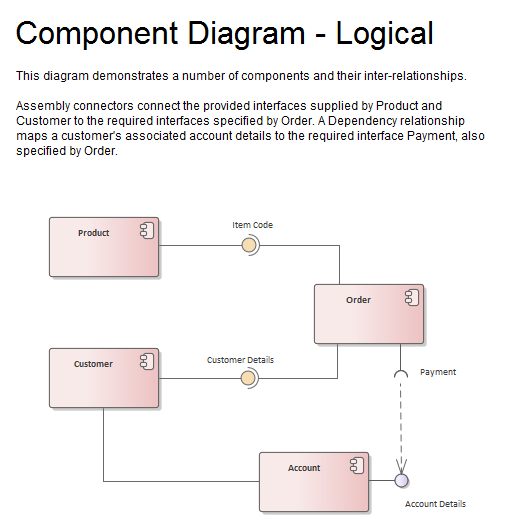 Component Diagram - Logical
This diagram demonstrates a number of components and their inter-relationships.
Assembly connectors connect the provided interfaces supplied by Product and
Customer to the required interfaces specified by Order. A Dependency relationship
maps a customer's associated account details to the required interface Payment, also
specified by Order.
Item Code
Product
Order
Customer Details
Customer
Payment
Account
Account Details